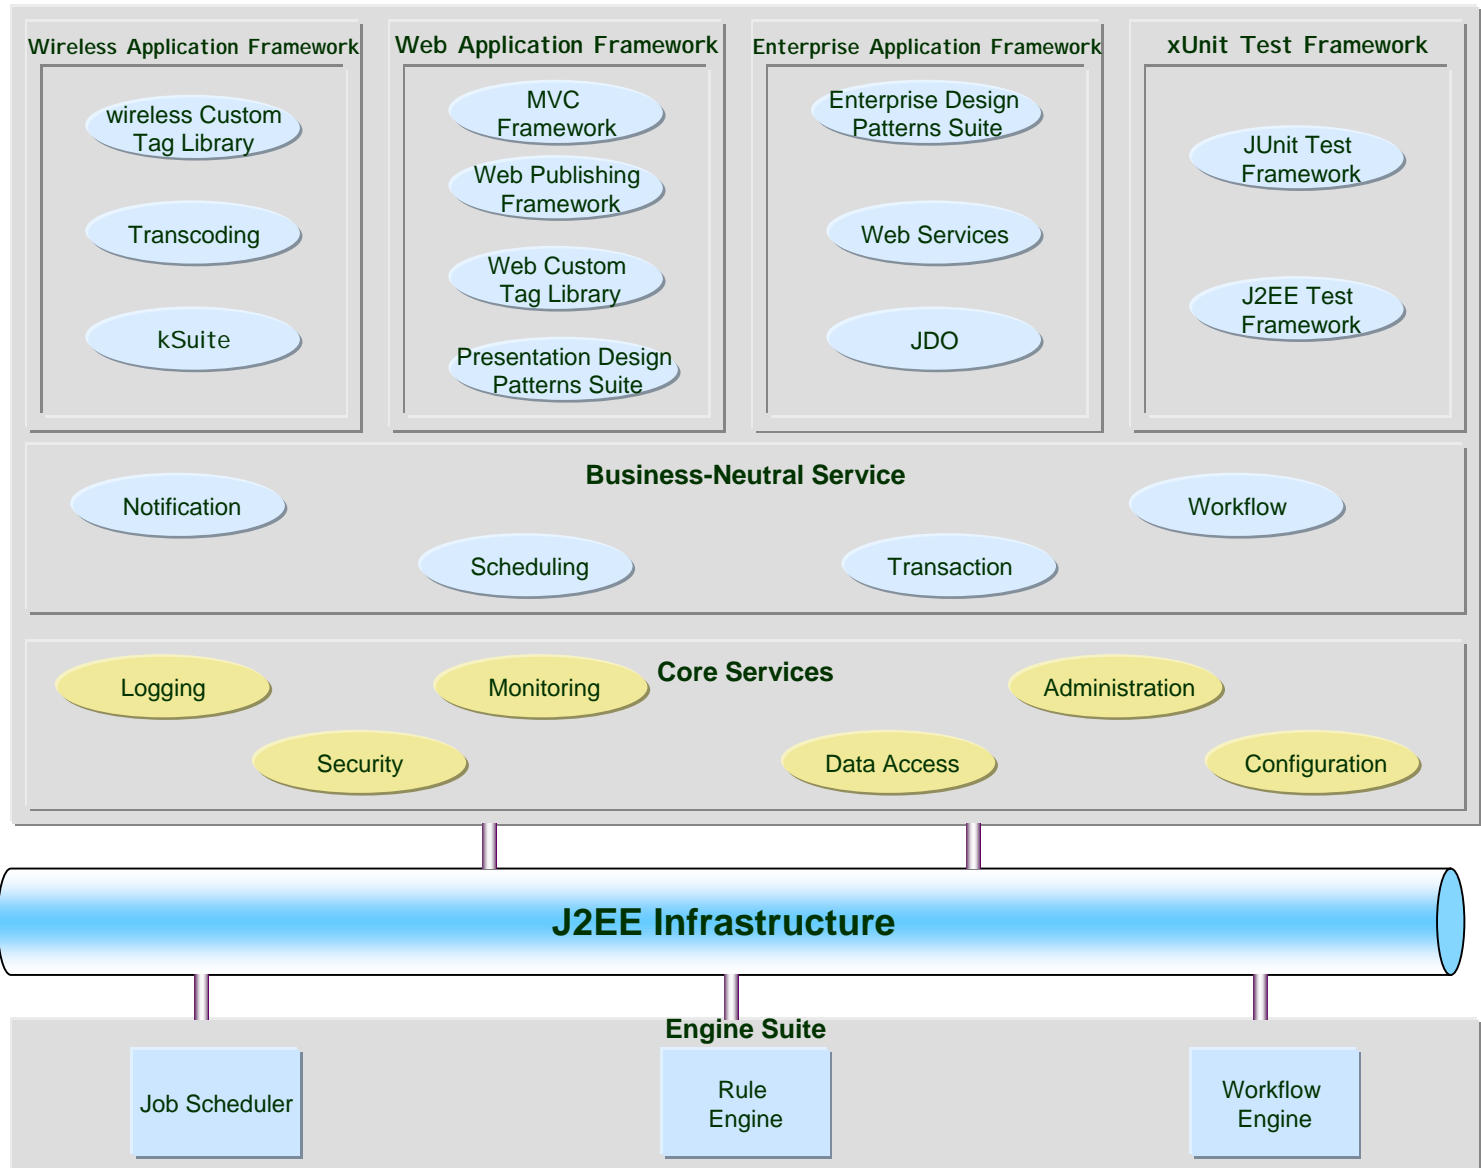 Wireless Application Framework
wireless Custom
Tag Library
Transcoding
kSuite
Web Application Framework
MVC
Framework
Web Publishing
Framework
Web Custom
Tag Library
Presentation Design
Patterns Suite
Enterprise Application Framework
Enterprise Design
Patterns Suite
Web Services
JDO
xUnit Test Framework
JUnit Test
Framework
J2EE Test
Framework
Business-Neutral Service
Notification
Scheduling
Transaction
Workflow
Core Services
Logging
Monitoring
Administration
Security
Data Access
Configuration
J2EE Infrastructure
Engine Suite
Job Scheduler
Rule
Engine
Workflow
Engine